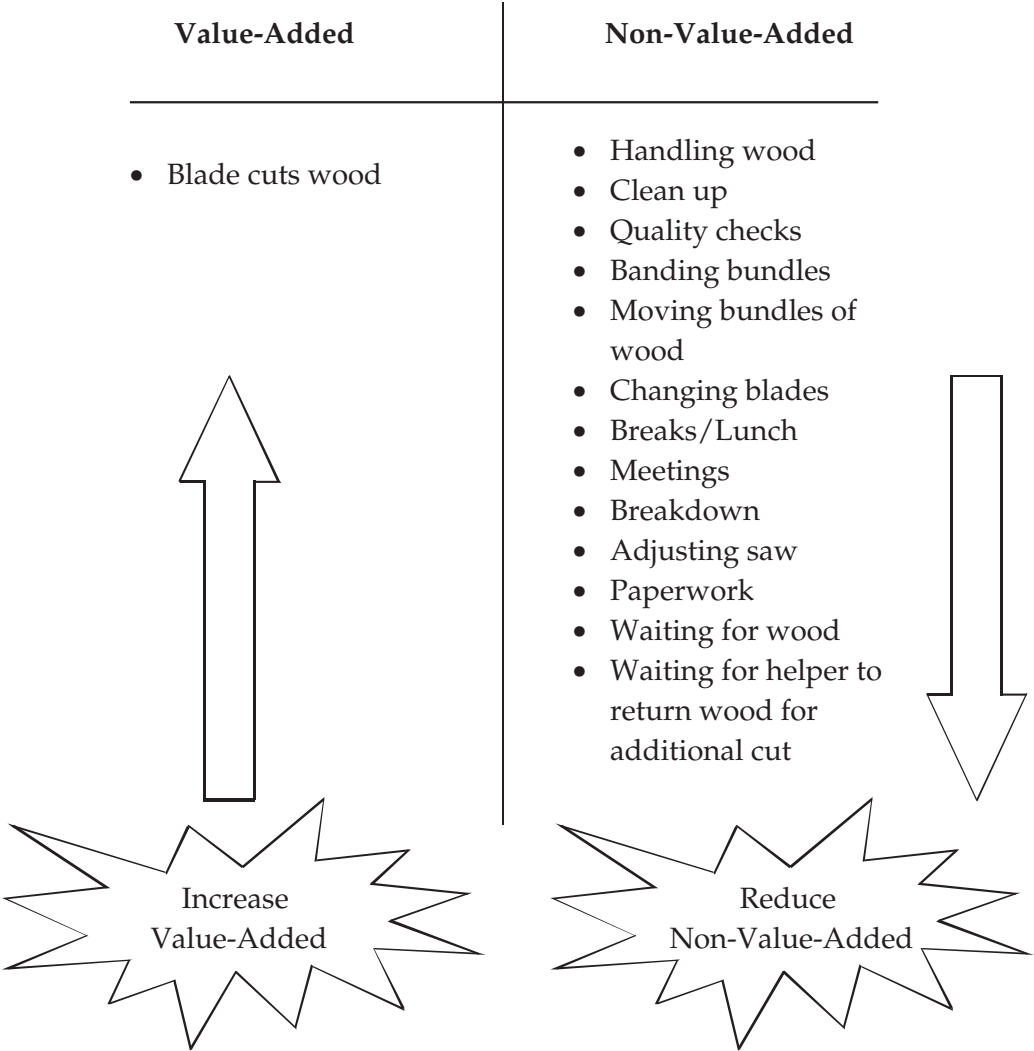 Value-Added
Non-Value-Added
• Blade cuts wood
• Handling wood
• Clean up
• Quality checks
• Banding bundles
• Moving bundles of
wood
• Changing blades
• Breaks/Lunch
• Meetings
• Breakdown
• Adjusting saw
• Paperwork
• Waiting for wood
• Waiting for helper to
return wood for
additional cut
Increase
Value-Added
Reduce
Non-Value-Added